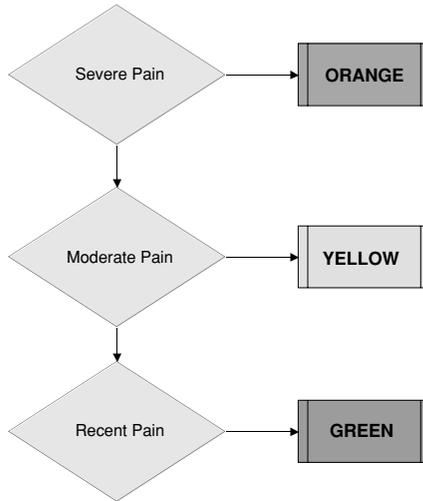 Severe Pain
ORANGE
Moderate Pain
YELLOW
Recent Pain
GREEN